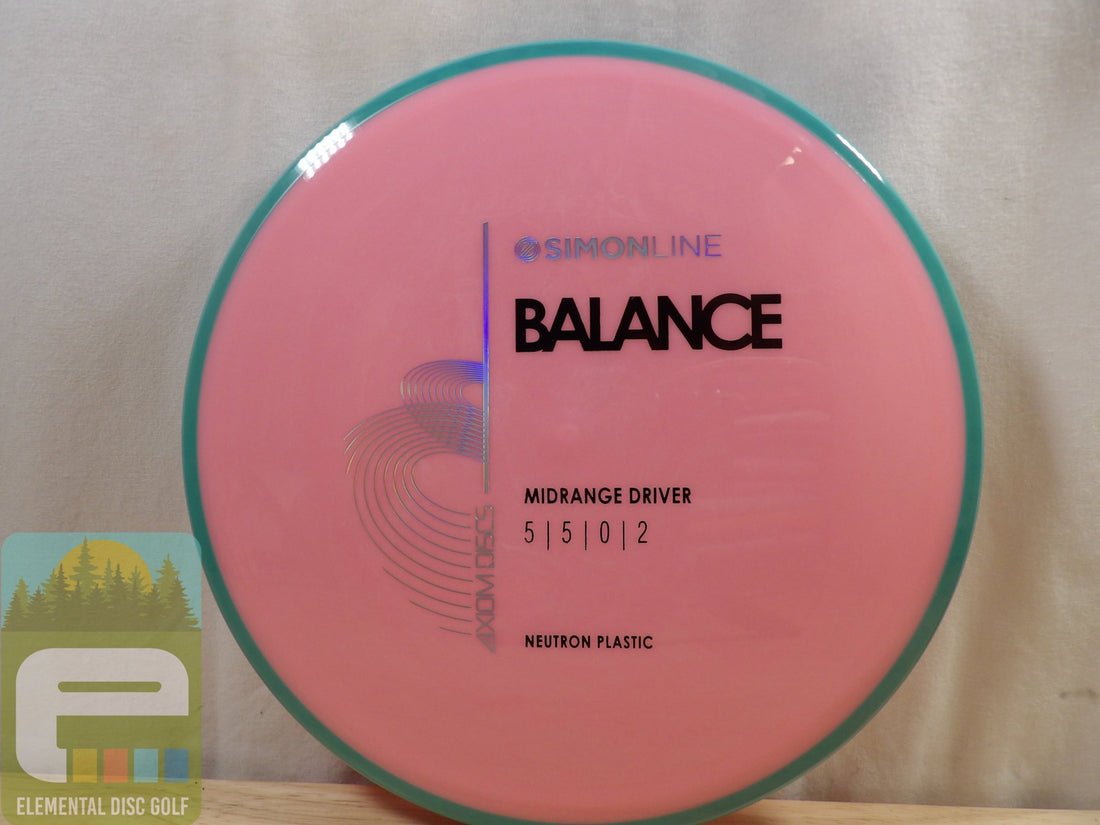 SIMONLINE
BALANCE
MIDRANGE DRIVER
5 | 5 | 0 | 2
AXIOM DISCS
NEUTRON PLASTIC
ELEMENTAL DISC GOLF